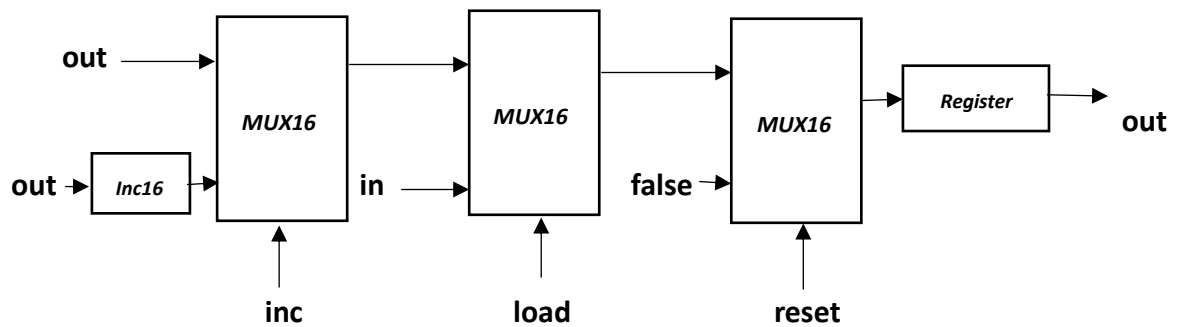 out
MUX16
MUX16
MUX16
Register
out
out
Inc16
in
false
inc
load
reset